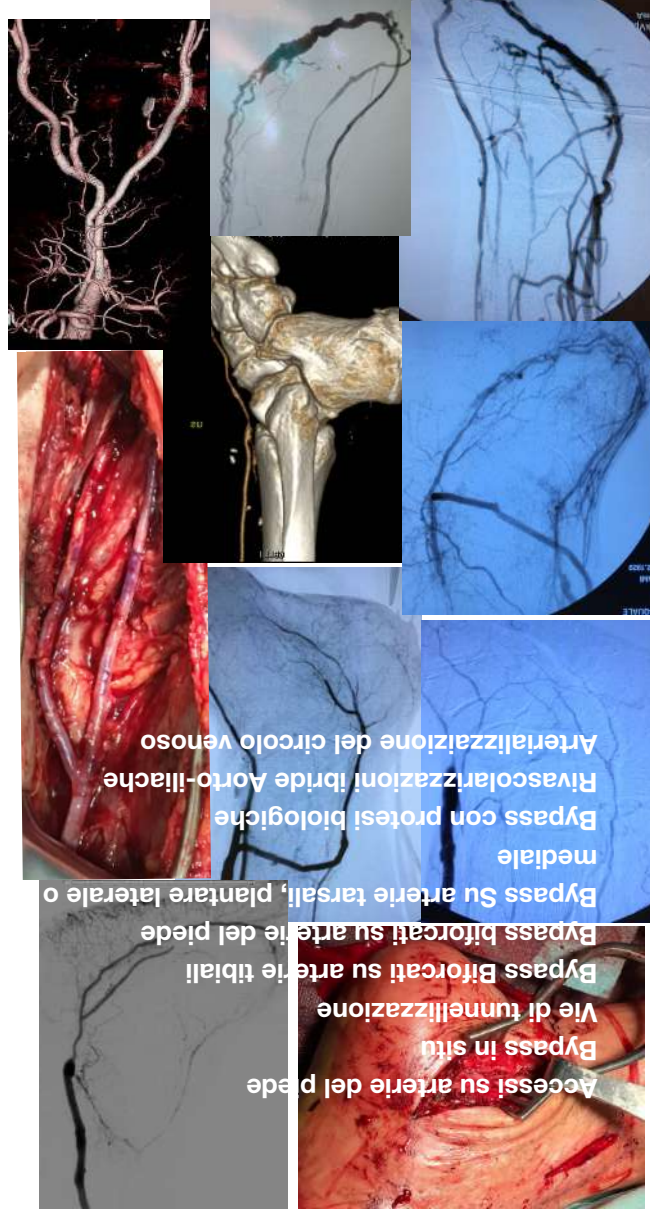 Accessi su arterie del piede
Bypass in situ
Vie di tunnellizzazione
Bypass Biforcati su arterie tibiali
Bypass biforcati su arterie del piede
Bypass Su arterie tarsali, plantare laterale o
mediale
Bypass con protesi biologiche
Rivascolarizzazioni ibride Aorto-iliache
Arterializzaizione del circolo venoso